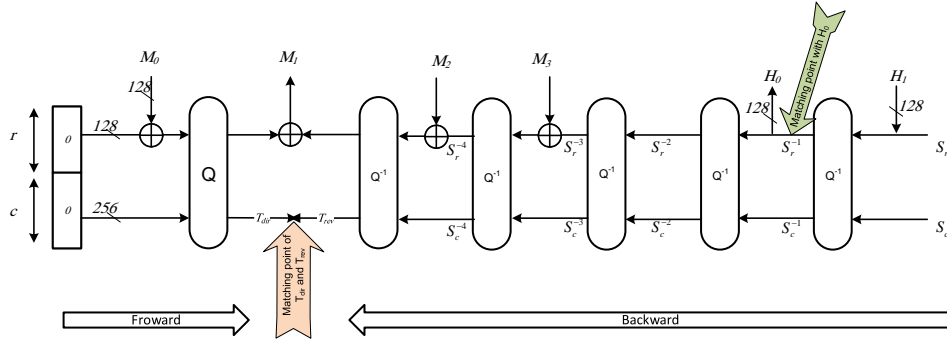 M0 M1 M2 M3 H0 H1
128 128 128
Matching point with H0
r 0 128
Q Q-1 Q-1 Q-1 Q-1 Q-1
Sr-4 Sr-3 Sr-2 Sr-1 Sr
c 0 256
Tdir Trev
Sc-4 Sc-3 Sc-2 Sc-1 Sc
Matching point of
Tdir and Trev
Froward Backward